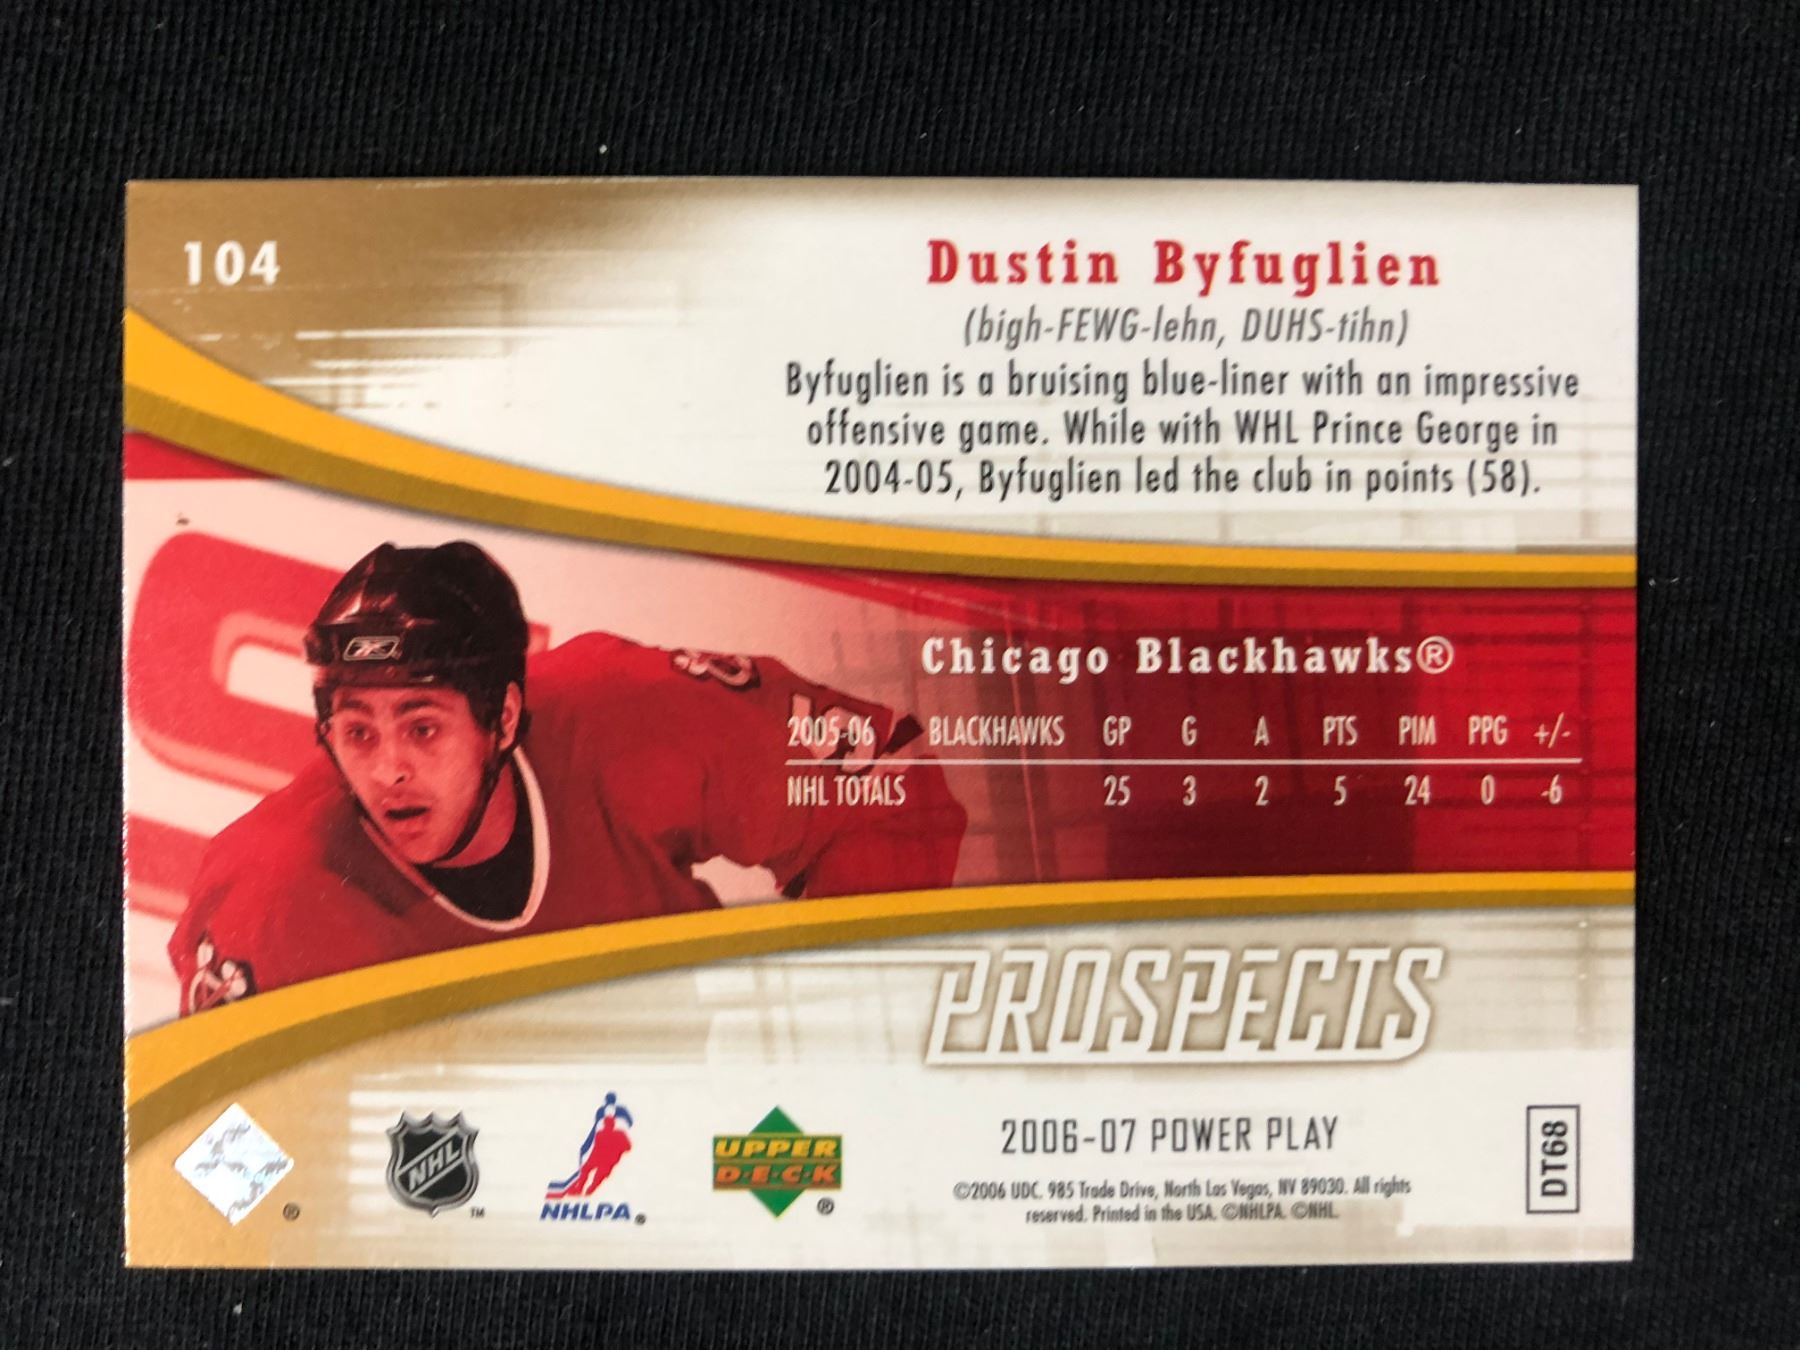 104
Dustin Byfuglien
(bigh-FEWG-lehn, DUHS-tihn)
Byfuglien is a bruising blue-liner with an impressive
offensive game. While with WHL Prince George in
2004-05, Byfuglien led the club in points (58).
Chicago Blackhawks®
2005-06 BLACKHAWKS GP G A PTS PIM PPG +/-
NHL TOTALS 25 3 2 5 24 0 -6
PROSPECTS
2006-07 POWER PLAY
©2006 UDC. 985 Trade Drive, North Las Vegas, NV 89030. All rights
reserved. Printed in the USA. ©NHLPA. ©NHL.
®
NHL
TM
NHLPA®
UPPER
D·E·C·K
®
DT68